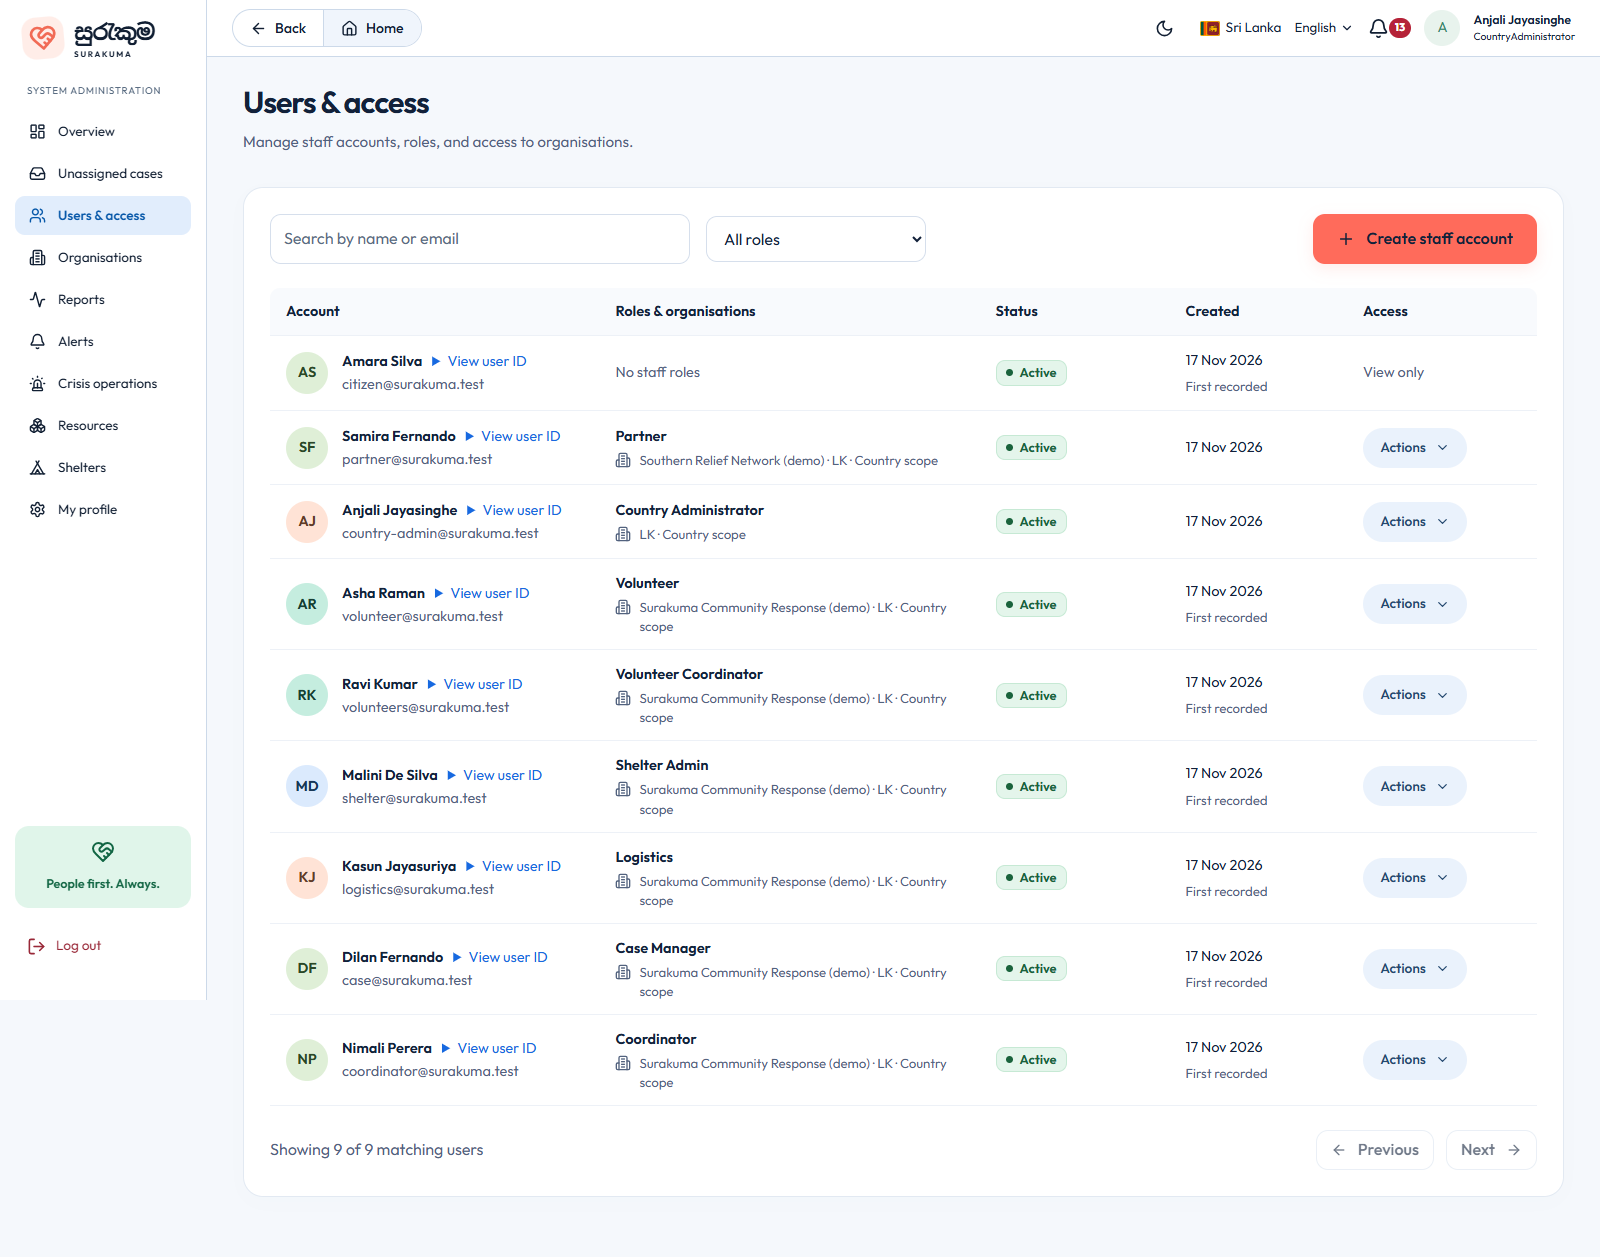 සුරැකුම
SURAKUMA
SYSTEM ADMINISTRATION
Overview
Unassigned cases
Users & access
Organisations
Reports
Alerts
Crisis operations
Resources
Shelters
My profile
People first. Always.
Log out
Back
Home
Sri Lanka
English
13
A
Anjali Jayasinghe
CountryAdministrator
Users & access
Manage staff accounts, roles, and access to organisations.
Search by name or email
All roles
Create staff account
Account Roles & organisations Status Created Access
AS
Amara Silva View user ID
citizen@surakuma.test
No staff roles
Active
17 Nov 2026
First recorded
View only
SF
Samira Fernando View user ID
partner@surakuma.test
Partner
Southern Relief Network (demo) · LK · Country scope
Active
17 Nov 2026
Actions
AJ
Anjali Jayasinghe View user ID
country-admin@surakuma.test
Country Administrator
LK · Country scope
Active
17 Nov 2026
Actions
AR
Asha Raman View user ID
volunteer@surakuma.test
Volunteer
Surakuma Community Response (demo) · LK · Country
scope
Active
17 Nov 2026
First recorded
Actions
RK
Ravi Kumar View user ID
volunteers@surakuma.test
Volunteer Coordinator
Surakuma Community Response (demo) · LK · Country
scope
Active
17 Nov 2026
First recorded
Actions
MD
Malini De Silva View user ID
shelter@surakuma.test
Shelter Admin
Surakuma Community Response (demo) · LK · Country
scope
Active
17 Nov 2026
First recorded
Actions
KJ
Kasun Jayasuriya View user ID
logistics@surakuma.test
Logistics
Surakuma Community Response (demo) · LK · Country
scope
Active
17 Nov 2026
First recorded
Actions
DF
Dilan Fernando View user ID
case@surakuma.test
Case Manager
Surakuma Community Response (demo) · LK · Country
scope
Active
17 Nov 2026
First recorded
Actions
NP
Nimali Perera View user ID
coordinator@surakuma.test
Coordinator
Surakuma Community Response (demo) · LK · Country
scope
Active
17 Nov 2026
First recorded
Actions
Showing 9 of 9 matching users
Previous
Next